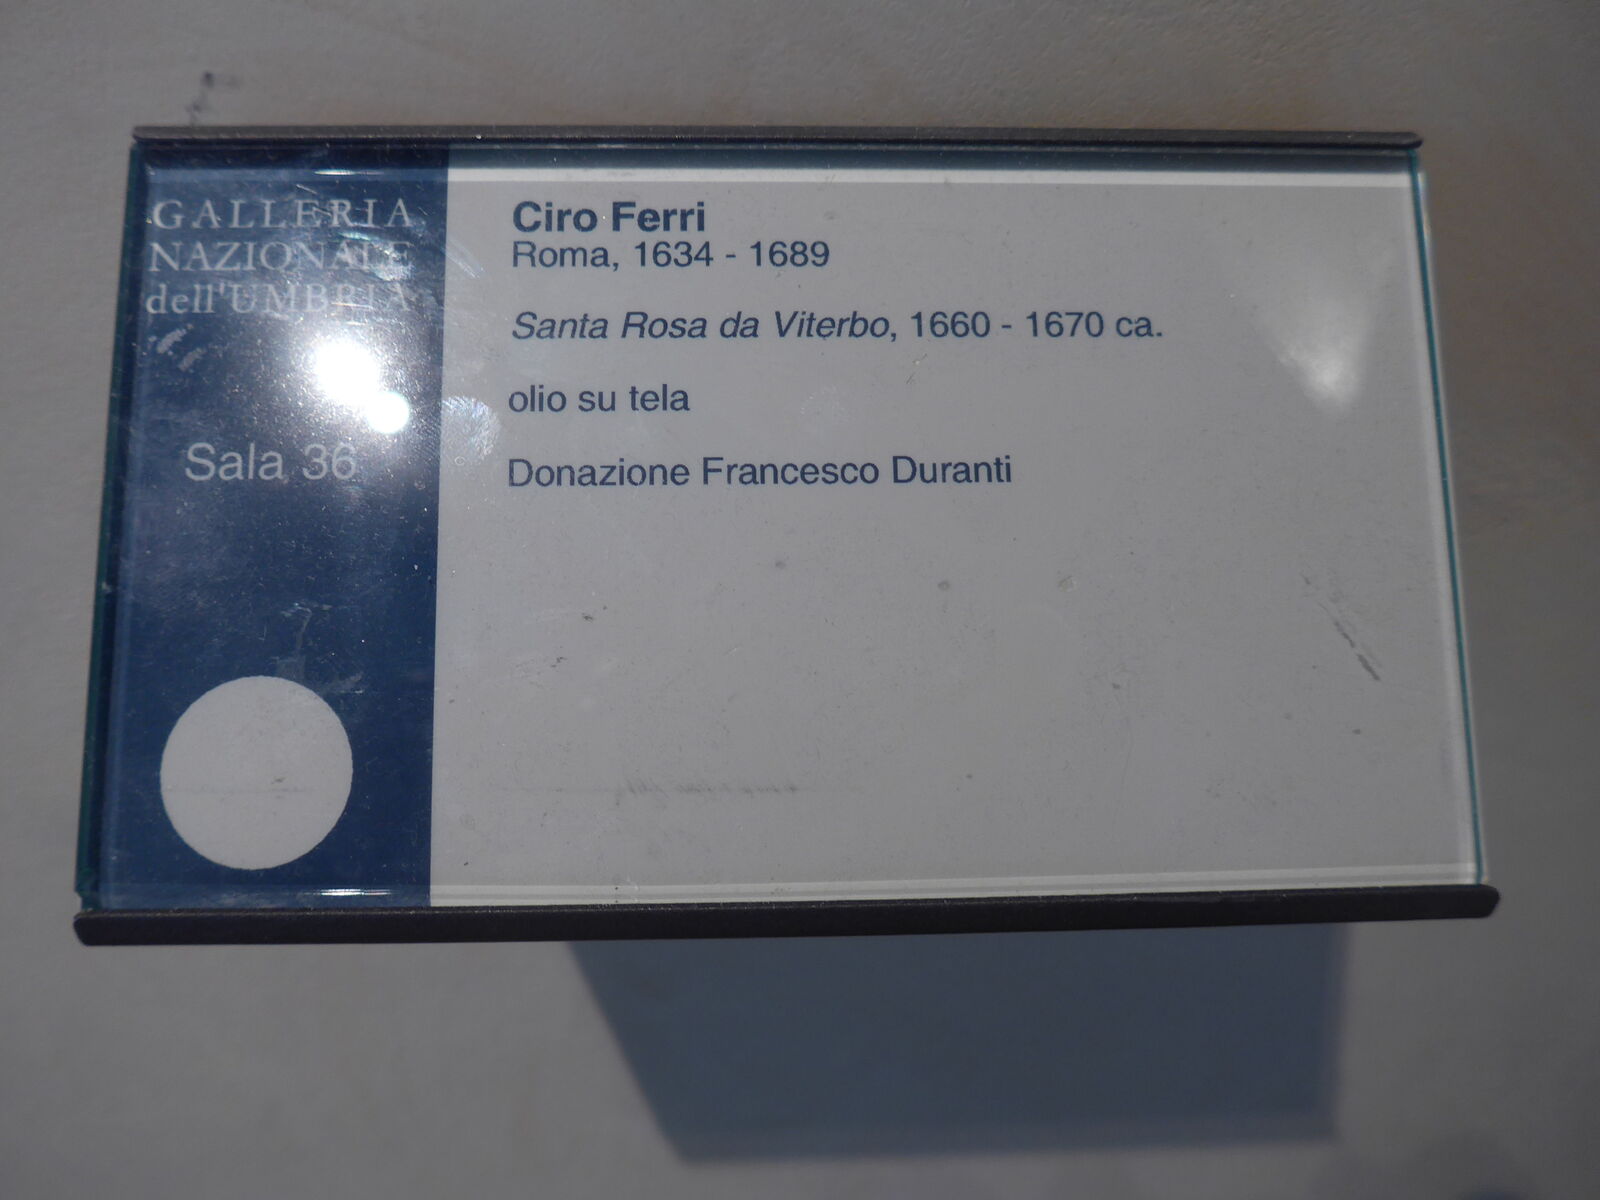 GALLERIA
NAZIONALE
dell'UMBRIA
Sala 36
Ciro Ferri
Roma, 1634 - 1689
Santa Rosa da Viterbo, 1660 - 1670 ca.
olio su tela
Donazione Francesco Duranti